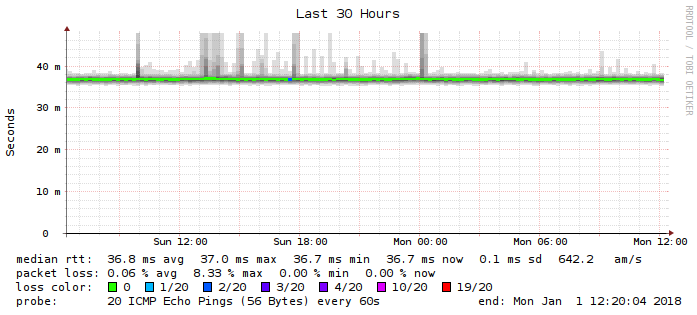 Last 30 Hours
RRDTOOL / TOBI OETIKER
Seconds
40 m
30 m
20 m
10 m
0
Sun 12:00 Sun 18:00 Mon 00:00 Mon 06:00 Mon 12:00
median rtt: 36.8 ms avg 37.0 ms max 36.7 ms min 36.7 ms now 0.1 ms sd 642.2 am/s
packet loss: 0.06 % avg 8.33 % max 0.00 % min 0.00 % now
loss color: 0 1/20 2/20 3/20 4/20 10/20 19/20
probe: 20 ICMP Echo Pings (56 Bytes) every 60s end: Mon Jan 1 12:20:04 2018